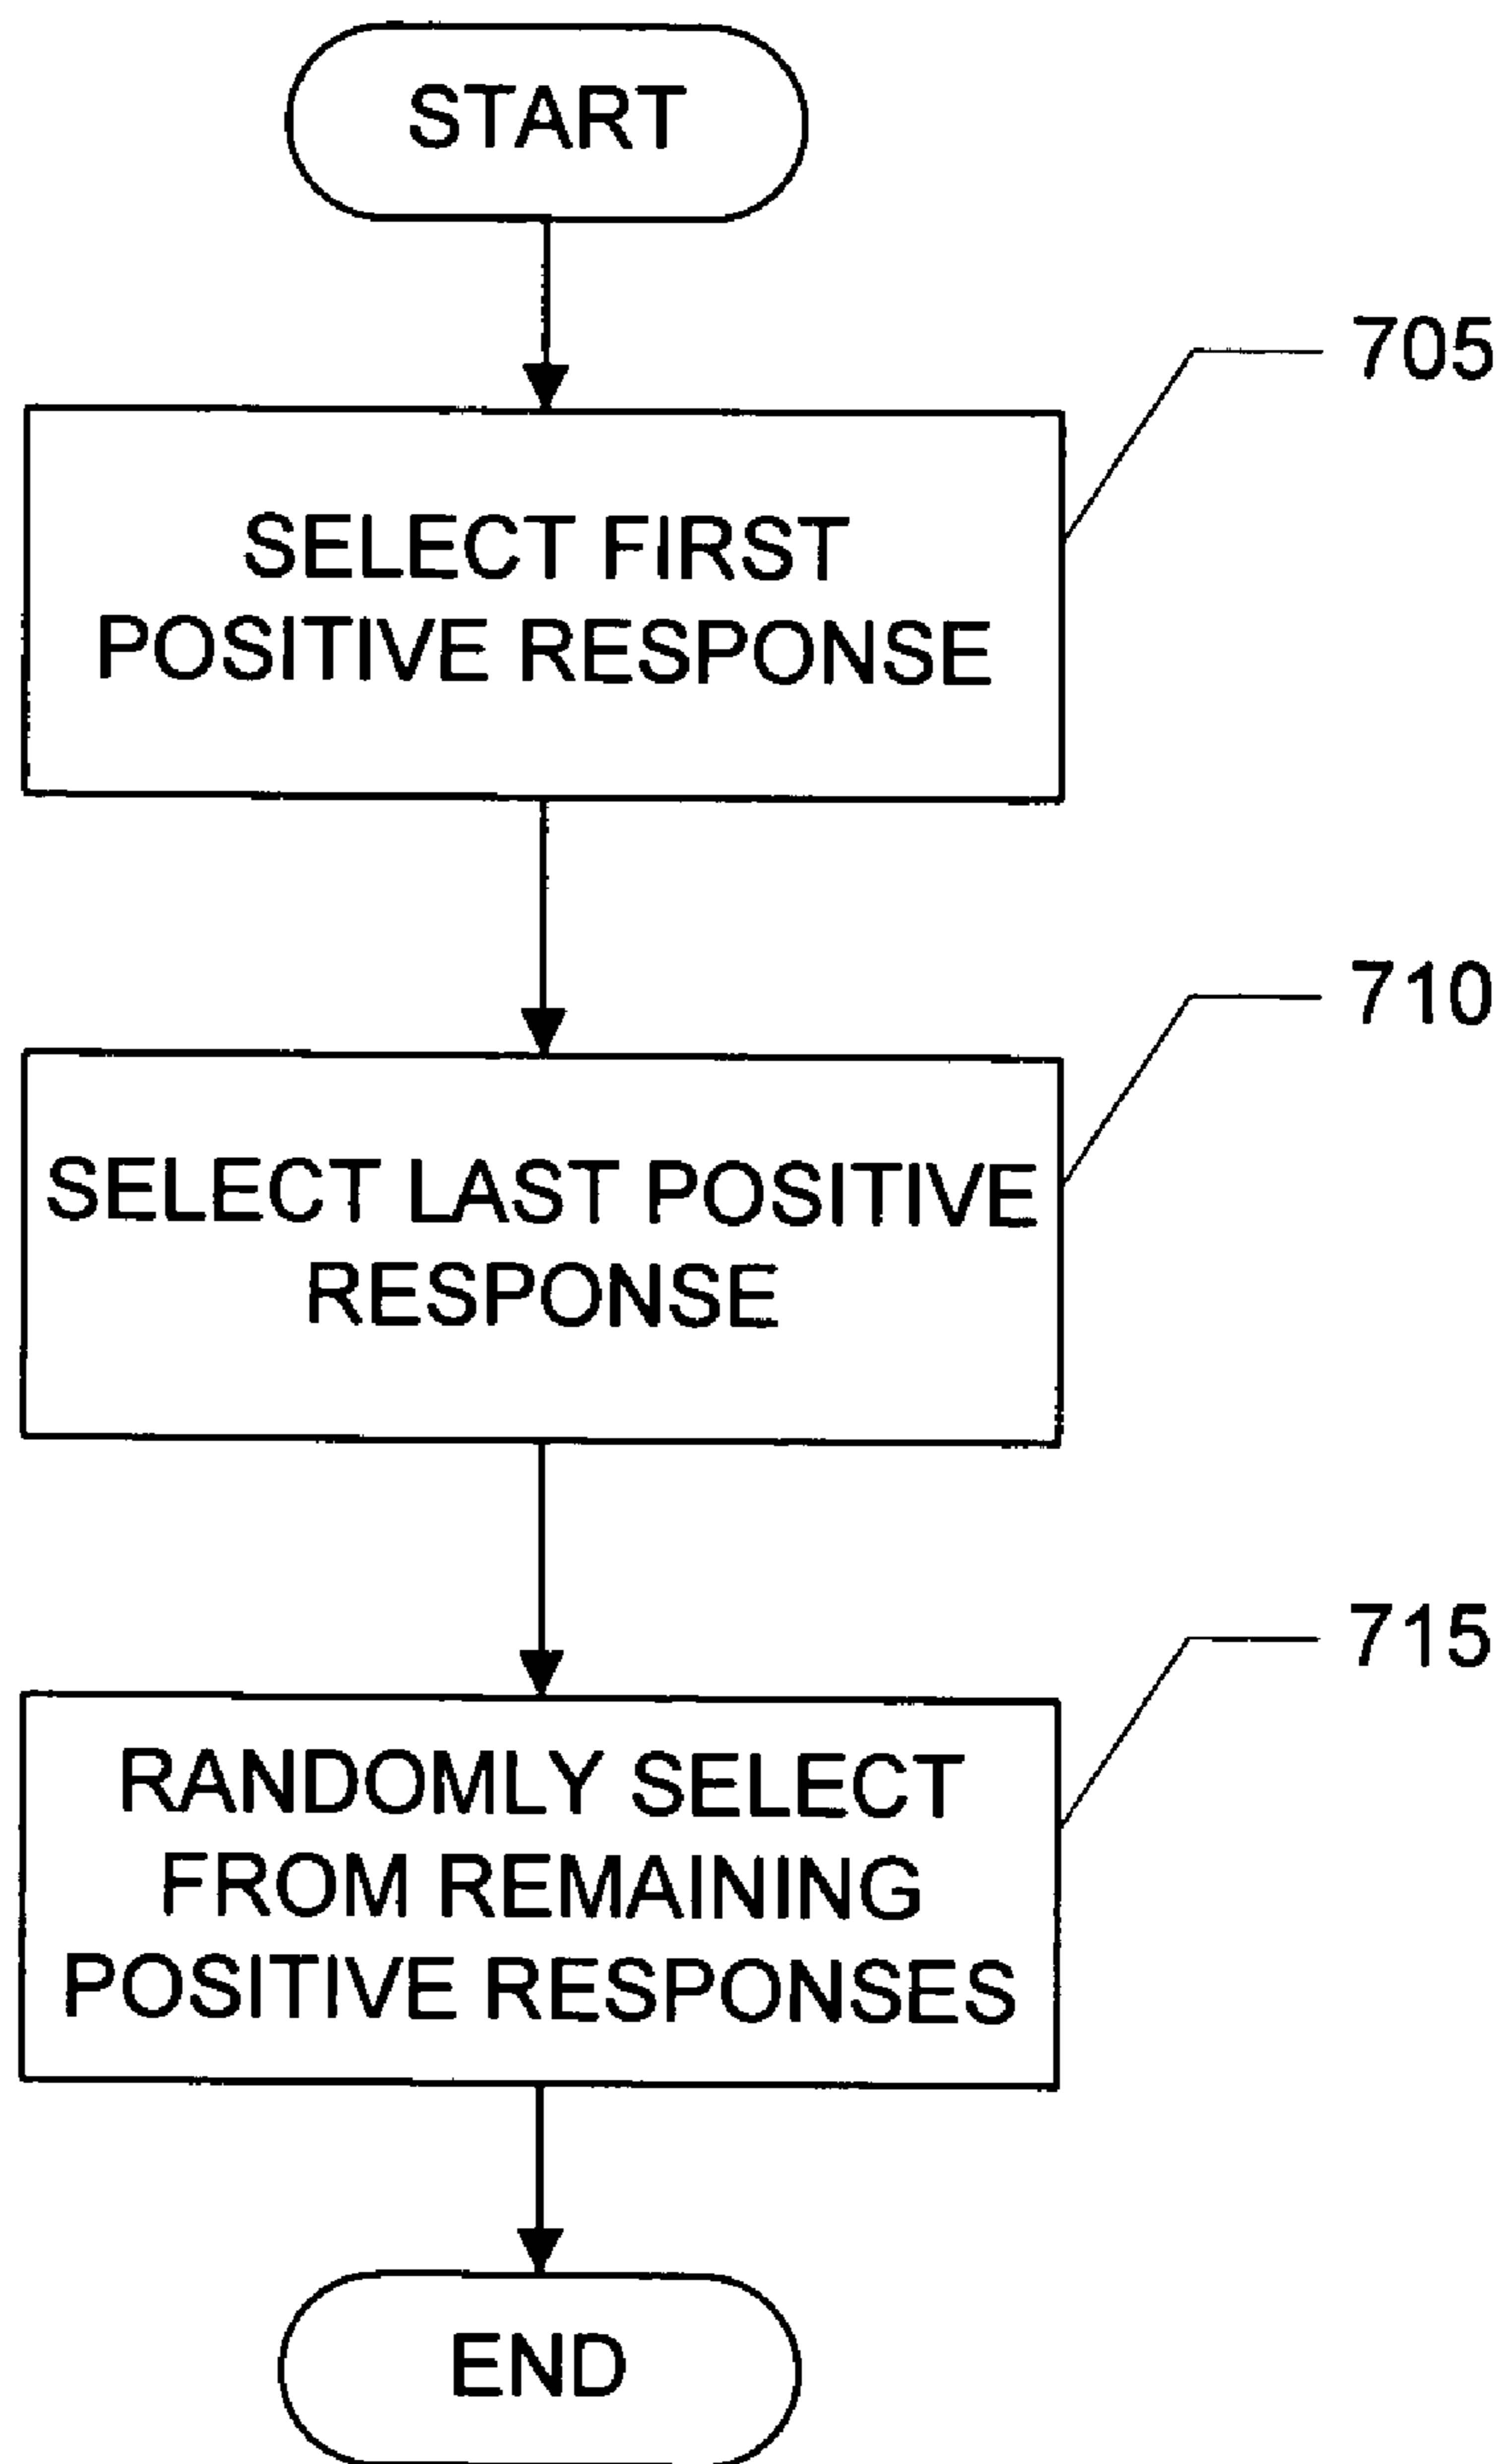 START
705
SELECT FIRST
POSITIVE RESPONSE
710
SELECT LAST POSITIVE
RESPONSE
715
RANDOMLY SELECT
FROM REMAINING
POSITIVE RESPONSES
END